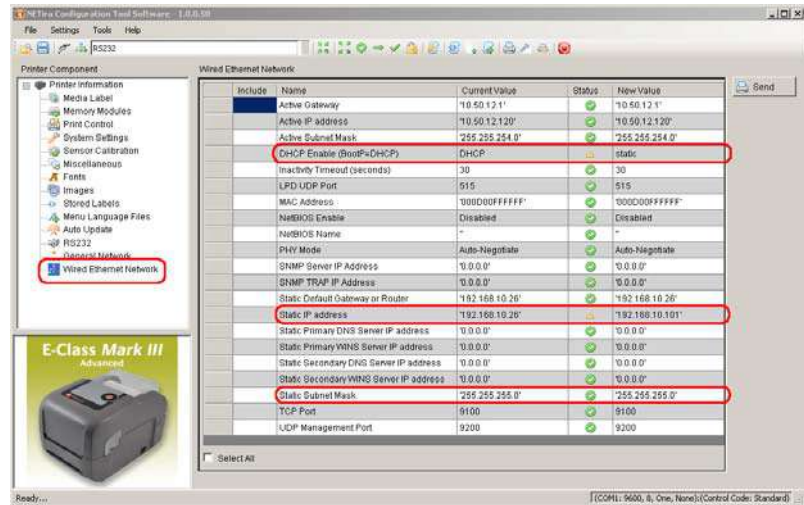 NETira Configuration Tool Software - 1.0.0.50
File Settings Tools Help
RS232
Printer Component
Printer Information
Media Label
Memory Modules
Print Control
System Settings
Sensor Calibration
Miscellaneous
Fonts
Images
Stored Labels
Menu Language Files
Auto Update
RS232
General Network
Wired Ethernet Network
E-Class Mark III
Advanced
Wired Ethernet Network
Include Name Current Value Status New Value
Active Gateway '10.50.12.1' '10.50.12.1'
Active IP address '10.50.12.120' '10.50.12.120'
Active Subnet Mask '255.255.254.0' '255.255.254.0'
DHCP Enable (BootP=DHCP) DHCP static
Inactivity Timeout (seconds) 30 30
LPD UDP Port 515 515
MAC Address '000D00FFFFFF' '000D00FFFFFF'
NetBIOS Enable Disabled Disabled
NetBIOS Name
PHY Mode Auto-Negotiate Auto-Negotiate
SNMP Server IP Address '0.0.0.0' '0.0.0.0'
SNMP TRAP IP Address '0.0.0.0' '0.0.0.0'
Static Default Gateway or Router '192.168.10.26' '192.168.10.26'
Static IP address '192.168.10.26' '192.168.10.101'
Static Primary DNS Server IP address '0.0.0.0' '0.0.0.0'
Static Primary WINS Server IP address '0.0.0.0' '0.0.0.0'
Static Secondary DNS Server IP address '0.0.0.0' '0.0.0.0'
Static Secondary WINS Server IP address '0.0.0.0' '0.0.0.0'
Static Subnet Mask '255.255.255.0' '255.255.255.0'
TCP Port 9100 9100
UDP Management Port 9200 9200
Select All
Send
Ready...
(COM1: 9600, 8, One, None):(Control Code: Standard)